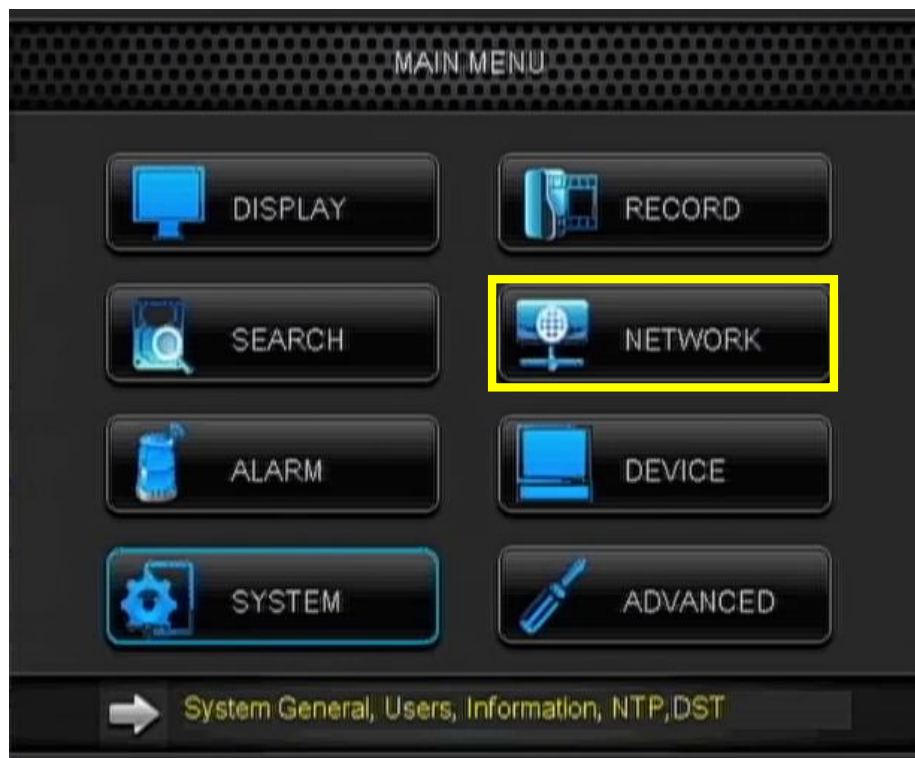 MAIN MENU
DISPLAY
RECORD
SEARCH
NETWORK
ALARM
DEVICE
SYSTEM
ADVANCED
System General, Users, Information, NTP,DST